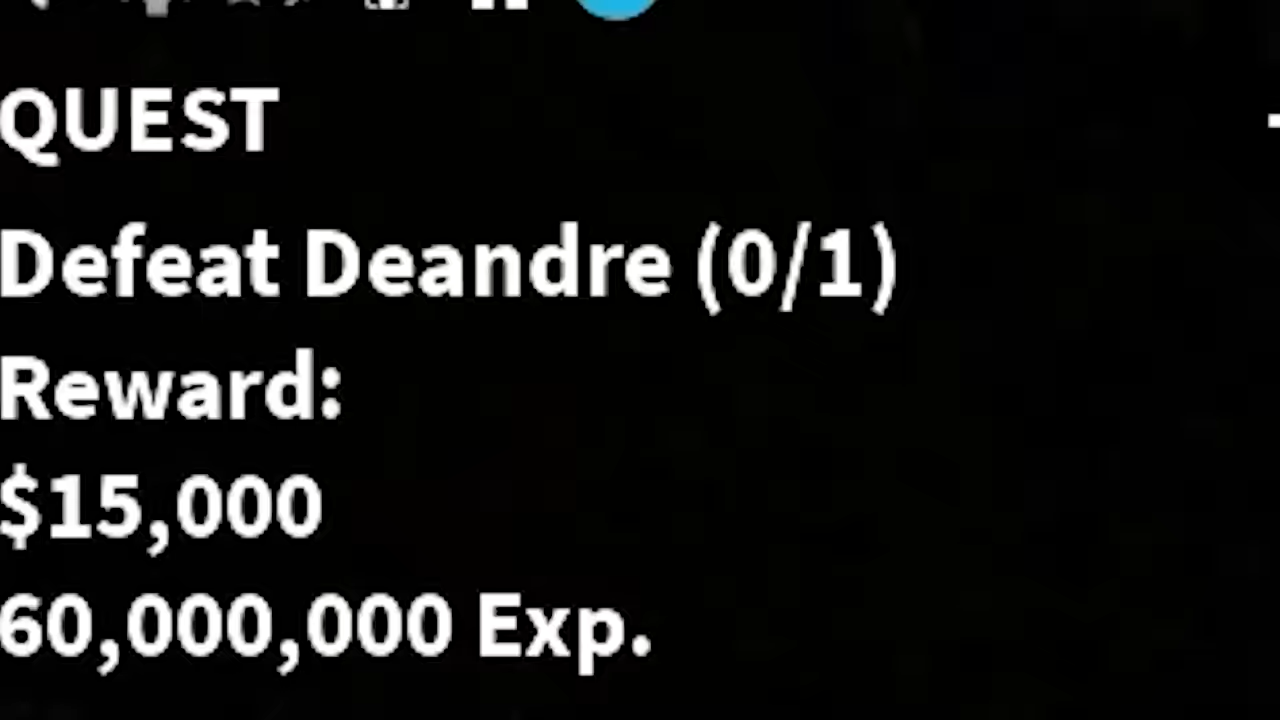 QUEST
Defeat Deandre (0/1)
Reward:
$15,000
60,000,000 Exp.